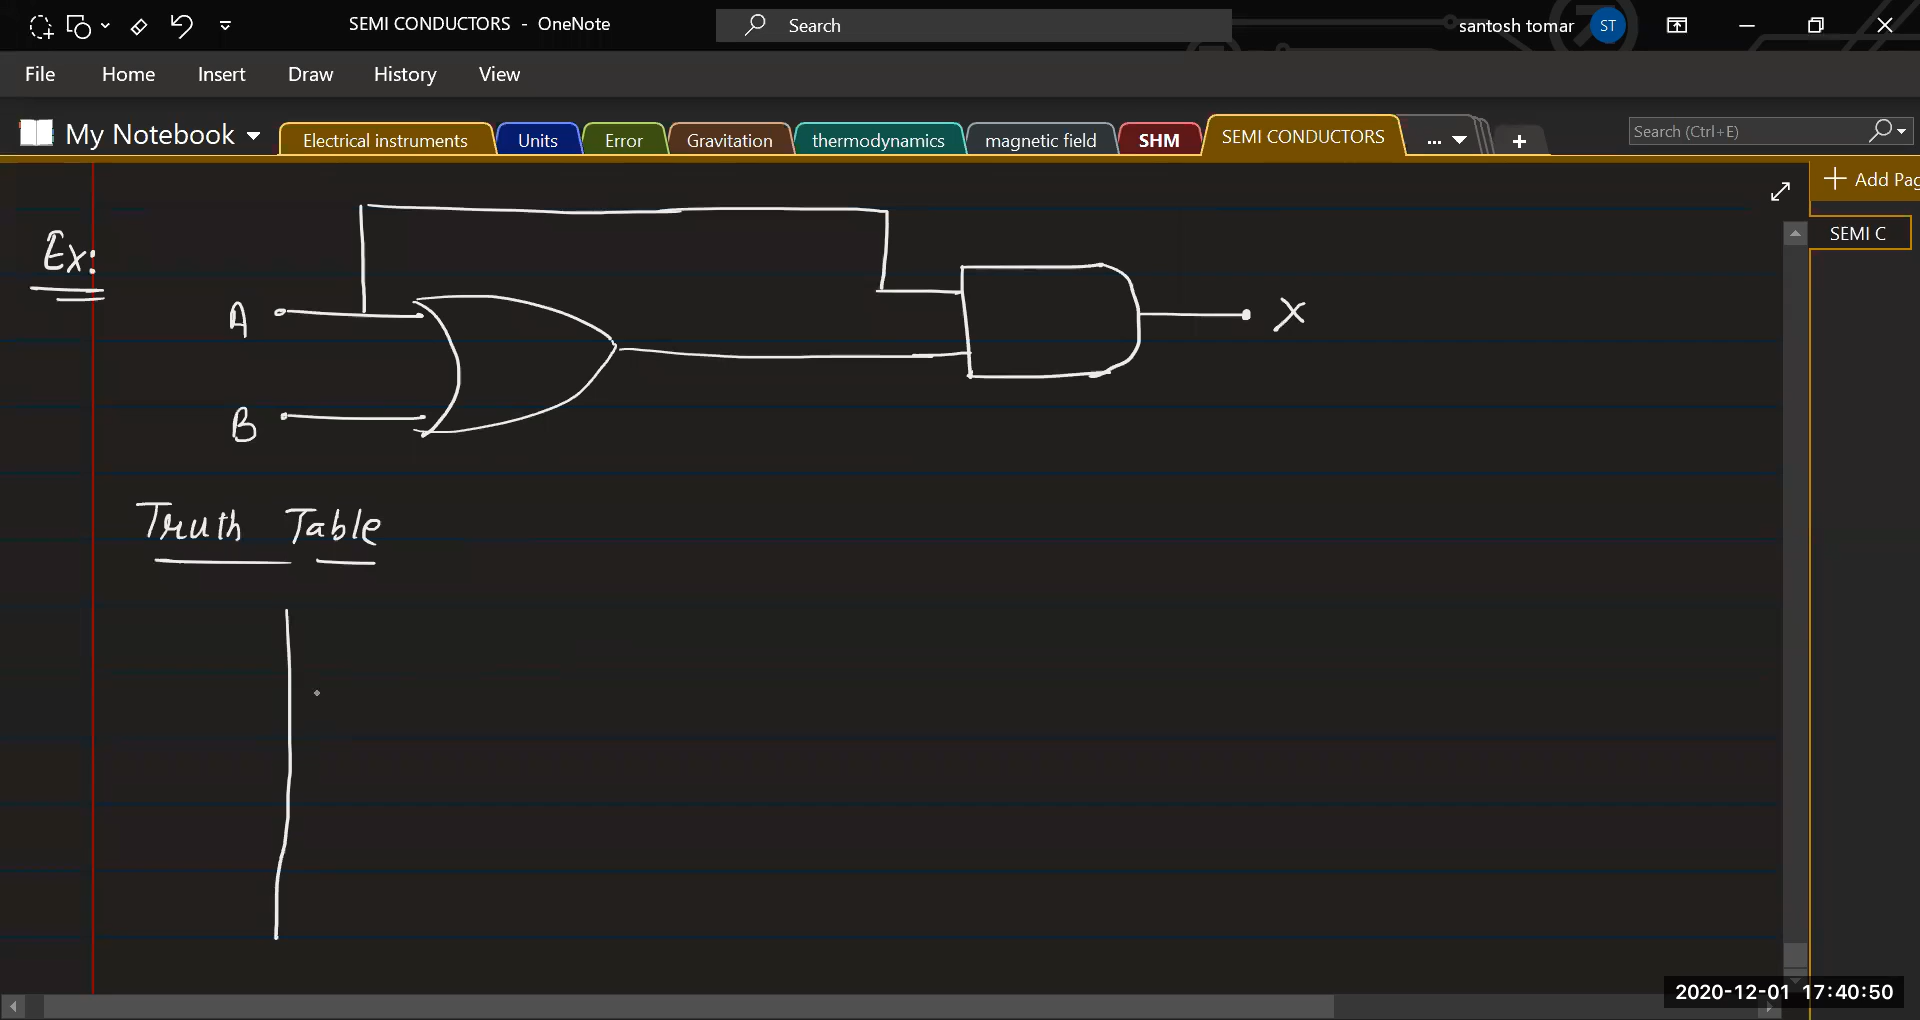 SEMI CONDUCTORS - OneNote
Search
santosh tomar
ST
File Home Insert Draw History View
My Notebook
Electrical instruments Units Error Gravitation thermodynamics magnetic field SHM SEMI CONDUCTORS ... +
Search (Ctrl+E)
Add Pag
SEMI C
Ex:
A
X
B
Truth Table
2020-12-01 17:40:50